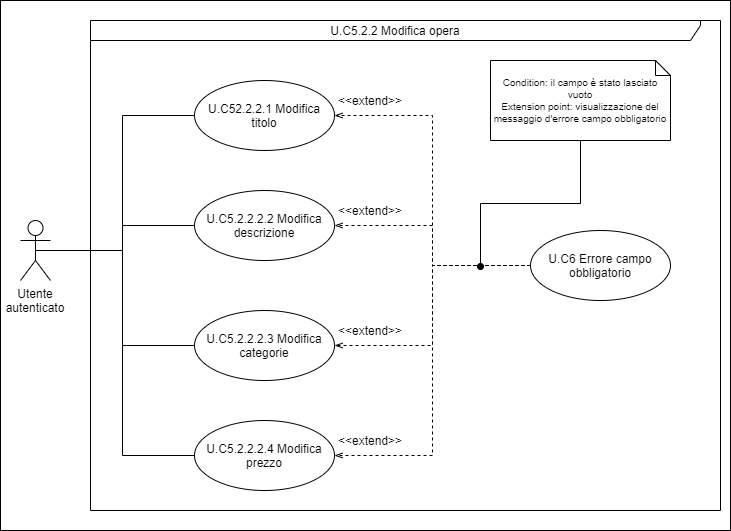 U.C5.2.2 Modifica opera
Condition: il campo è stato lasciato
vuoto
Extension point: visualizzazione del
messaggio d'errore campo obbligatorio
U.C52.2.2.1 Modifica
titolo
<<extend>>
U.C5.2.2.2.2 Modifica
descrizione
<<extend>>
U.C6 Errore campo
obbligatorio
Utente
autenticato
U.C5.2.2.2.3 Modifica
categorie
<<extend>>
U.C5.2.2.2.4 Modifica
prezzo
<<extend>>